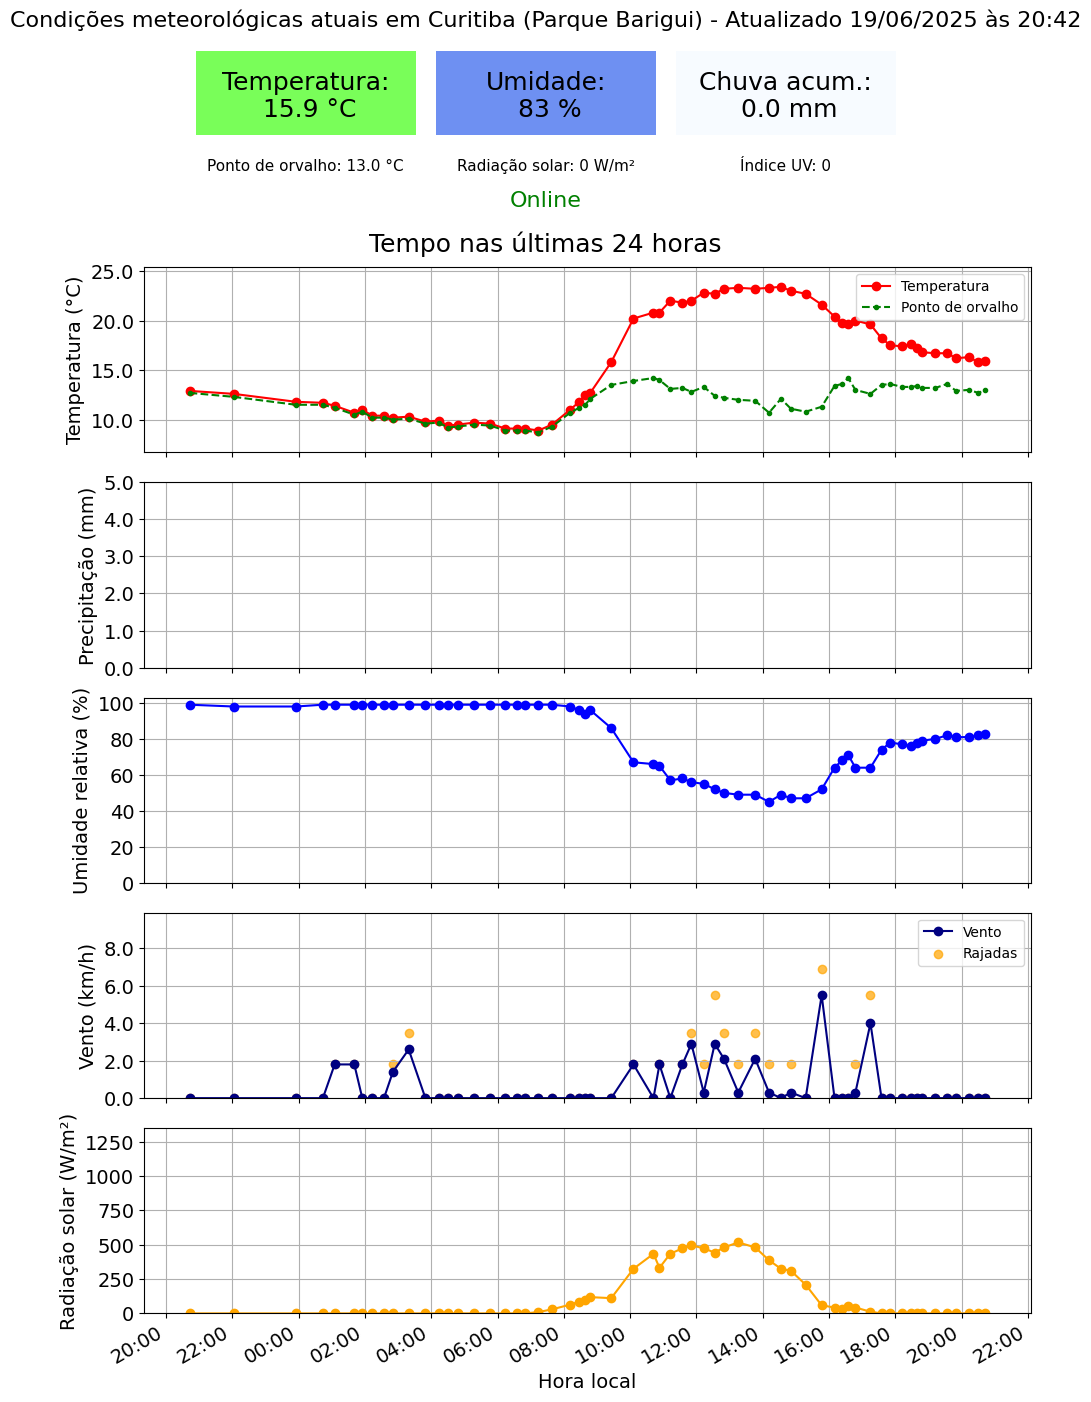 Condições meteorológicas atuais em Curitiba (Parque Barigui) - Atualizado 19/06/2025 às 20:42
Temperatura:
15.9 °C
Umidade:
83 %
Chuva acum.:
0.0 mm
Ponto de orvalho: 13.0 °C
Radiação solar: 0 W/m²
Índice UV: 0
Online
Tempo nas últimas 24 horas
Temperatura (°C)
25.0
20.0
15.0
10.0
Temperatura
Ponto de orvalho
Precipitação (mm)
5.0
4.0
3.0
2.0
1.0
0.0
Umidade relativa (%)
100
80
60
40
20
0
Vento (km/h)
8.0
6.0
4.0
2.0
0.0
Vento
Rajadas
Radiação solar (W/m²)
1250
1000
750
500
250
0
20:00
22:00
00:00
02:00
04:00
06:00
08:00
10:00
12:00
14:00
16:00
18:00
20:00
22:00
Hora local